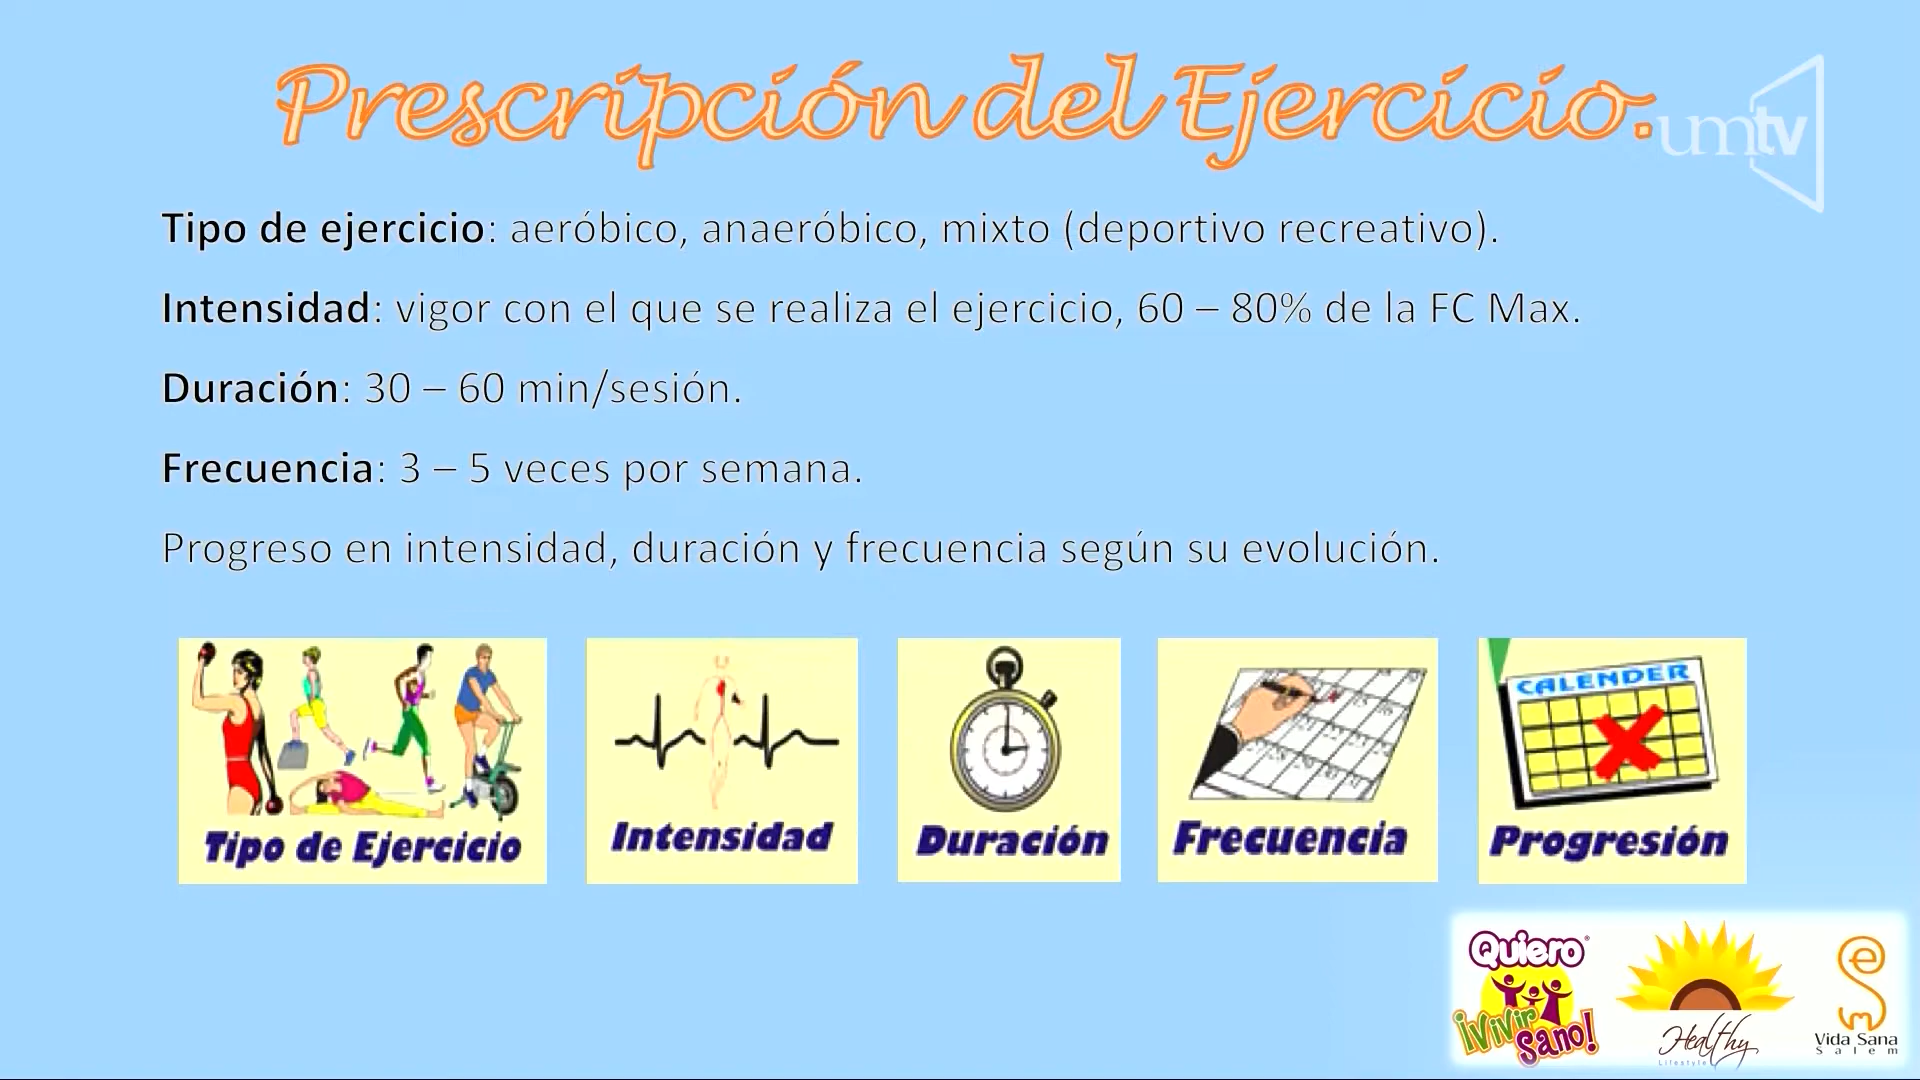 Prescripción del Ejercicio.
umtv
Tipo de ejercicio: aeróbico, anaeróbico, mixto (deportivo recreativo).
Intensidad: vigor con el que se realiza el ejercicio, 60 – 80% de la FC Max.
Duración: 30 – 60 min/sesión.
Frecuencia: 3 – 5 veces por semana.
Progreso en intensidad, duración y frecuencia según su evolución.
CALENDER
Tipo de Ejercicio
Intensidad
Duración
Frecuencia
Progresión
Quiero
¡Vivir
Sano!
Healthy
Lifestyle
Vida Sana
Salem